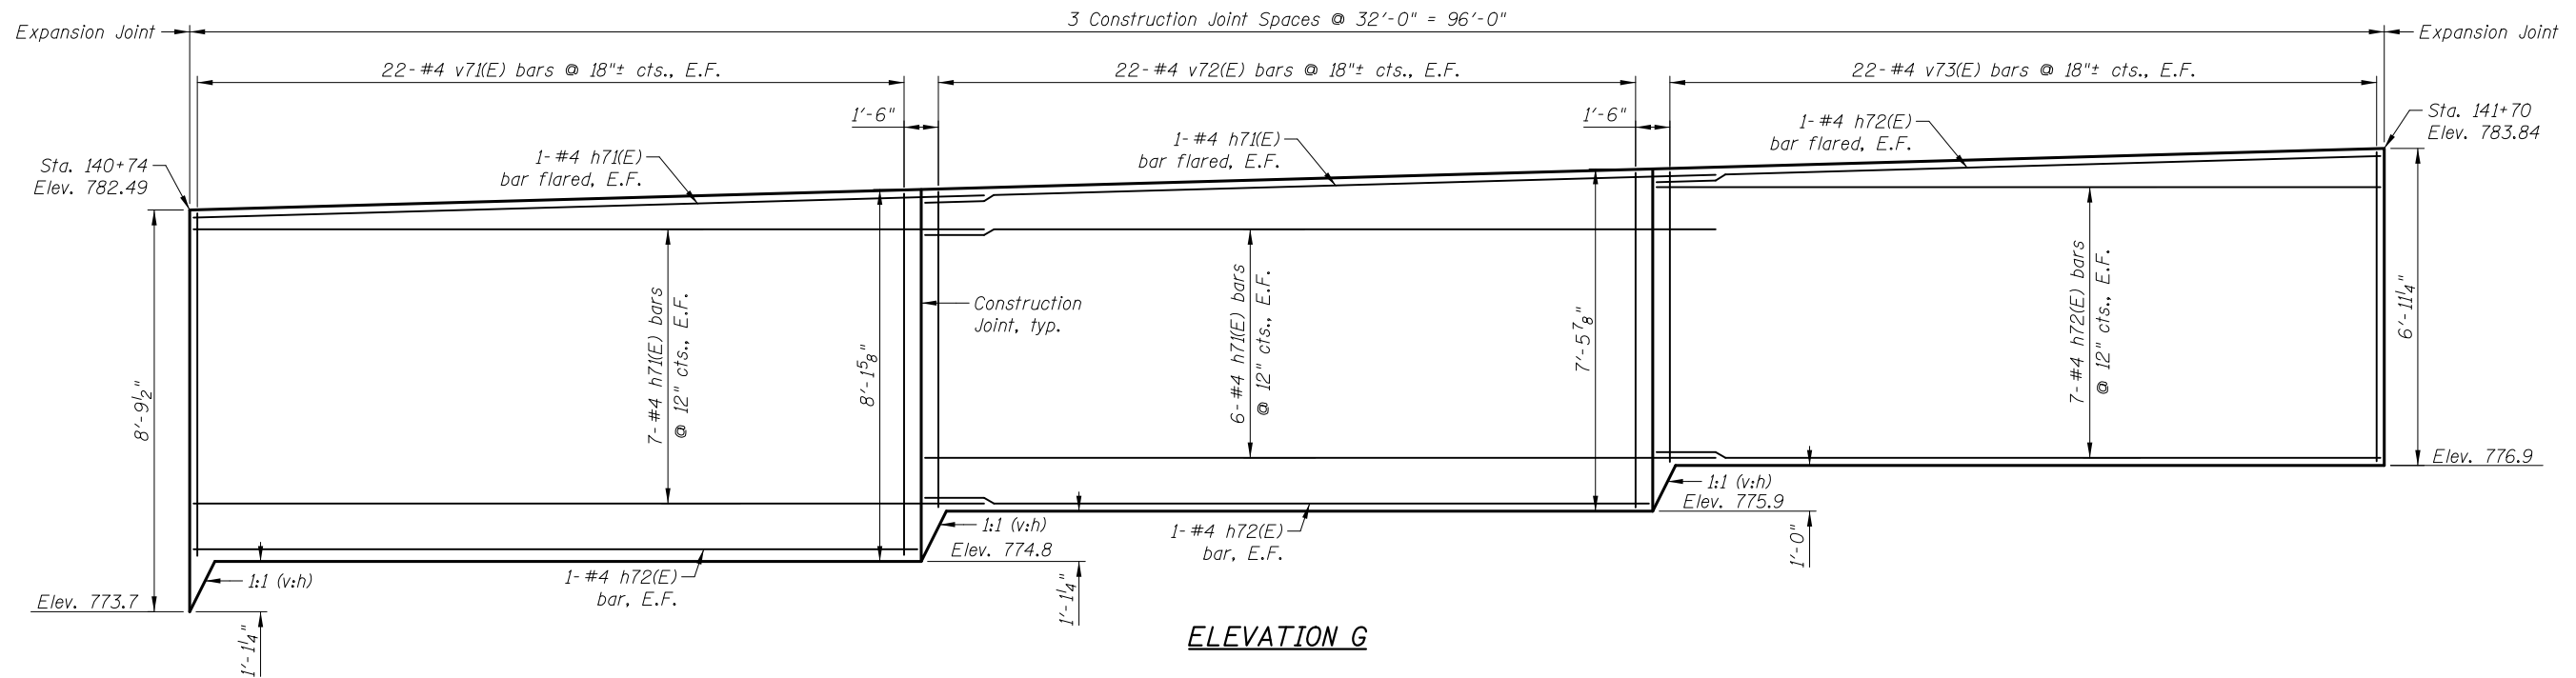 3 Construction Joint Spaces @ 32'-0" = 96'-0"
Expansion Joint
Expansion Joint
22-#4 v71(E) bars @ 18"± cts., E.F.
22-#4 v72(E) bars @ 18"± cts., E.F.
22-#4 v73(E) bars @ 18"± cts., E.F.
1'-6"
1'-6"
Sta. 140+74
Elev. 782.49
1-#4 h71(E)
bar flared, E.F.
1-#4 h71(E)
bar flared, E.F.
1-#4 h72(E)
bar flared, E.F.
Sta. 141+70
Elev. 783.84
8'-9½"
7-#4 h71(E) bars
@ 12" cts., E.F.
8'-1⅝"
Construction
Joint, typ.
6-#4 h71(E) bars
@ 12" cts., E.F.
7'-5⅞"
7-#4 h72(E) bars
@ 12" cts., E.F.
6'-11¼"
Elev. 776.9
1:1 (v:h)
Elev. 775.9
1:1 (v:h)
Elev. 774.8
1-#4 h72(E)
bar, E.F.
1'-0"
1:1 (v:h)
1-#4 h72(E)
bar, E.F.
1'-1¼"
Elev. 773.7
1'-1¼"
ELEVATION G